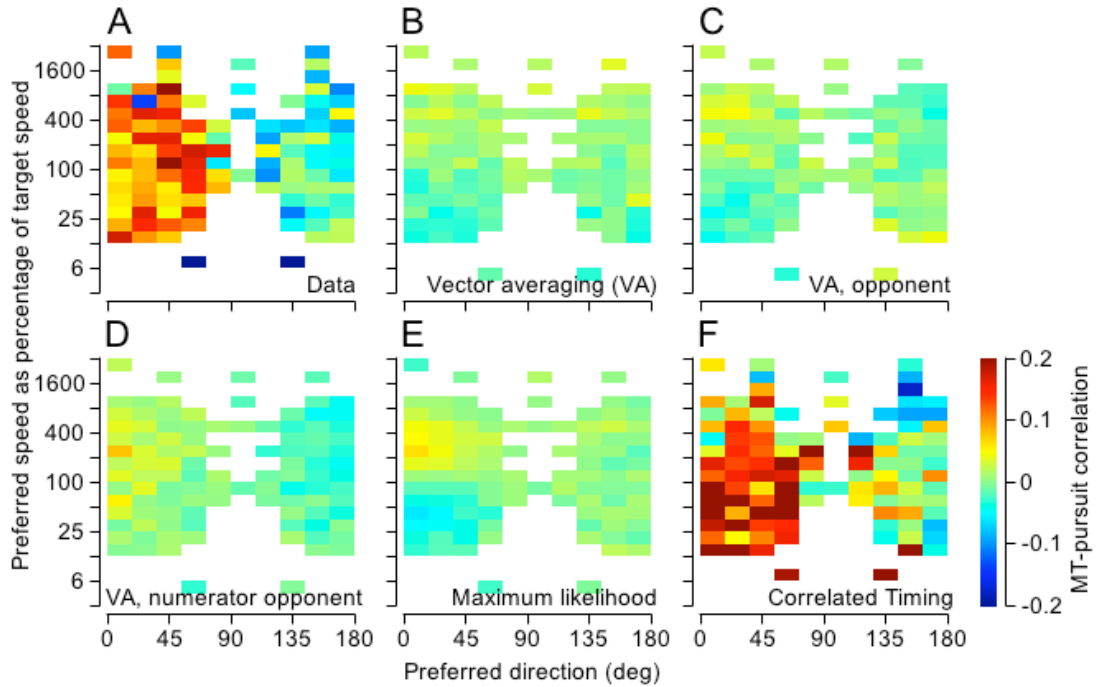 A
B
C
1600
400
100
25
6
Data
Vector averaging (VA)
VA, opponent
Preferred speed as percentage of target speed
D
E
F
1600
400
100
25
6
VA, numerator opponent
Maximum likelihood
Correlated Timing
0.2
0.1
0
-0.1
-0.2
MT-pursuit correlation
0 45 90 135 180
0 45 90 135 180
0 45 90 135 180
Preferred direction (deg)